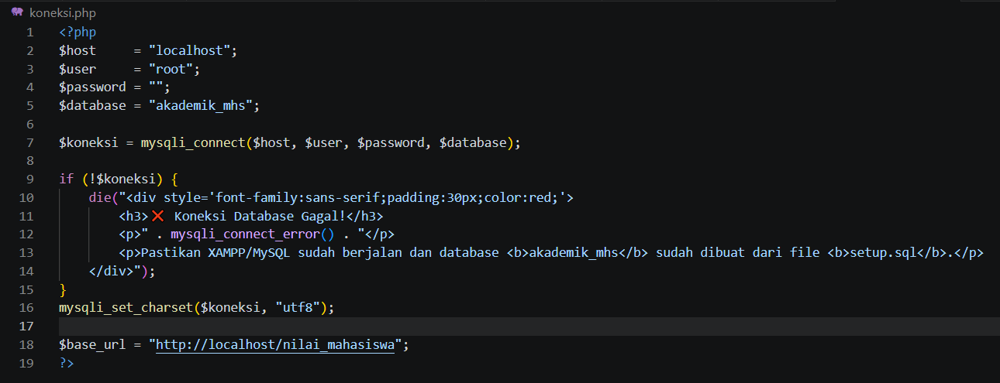 koneksi.php
1 <?php
2 $host     = "localhost";
3 $user     = "root";
4 $password = "";
5 $database = "akademik_mhs";
6
7 $koneksi = mysqli_connect($host, $user, $password, $database);
8
9 if (!$koneksi) {
10     die("<div style='font-family:sans-serif;padding:30px;color:red;'>
11         <h3>❌ Koneksi Database Gagal!</h3>
12         <p>" . mysqli_connect_error() . "</p>
13         <p>Pastikan XAMPP/MySQL sudah berjalan dan database <b>akademik_mhs</b> sudah dibuat dari file <b>setup.sql</b>.</p>
14     </div>");
15 }
16 mysqli_set_charset($koneksi, "utf8");
17
18 $base_url = "http://localhost/nilai_mahasiswa";
19 ?>